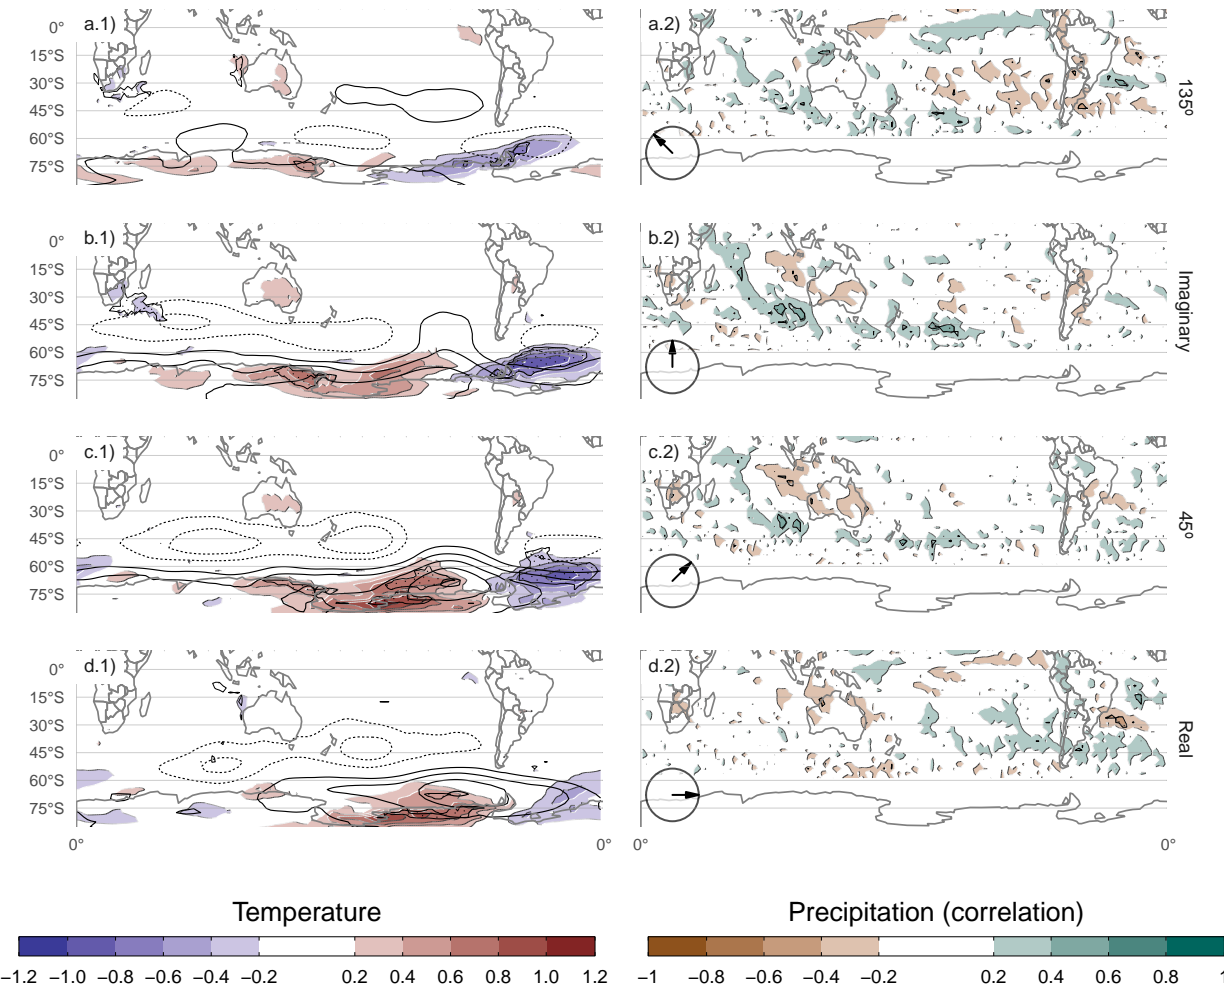 a.1) a.2)
0°
15°S
30°S
45°S
60°S
75°S
135º
b.1) b.2)
0°
15°S
30°S
45°S
60°S
75°S
Imaginary
c.1) c.2)
0°
15°S
30°S
45°S
60°S
75°S
45º
d.1) d.2)
0°
15°S
30°S
45°S
60°S
75°S
Real
0° 0° 0° 0°
Temperature
−1.2 −1.0 −0.8 −0.6 −0.4 −0.2 0.2 0.4 0.6 0.8 1.0 1.2
Precipitation (correlation)
−1 −0.8 −0.6 −0.4 −0.2 0.2 0.4 0.6 0.8 1